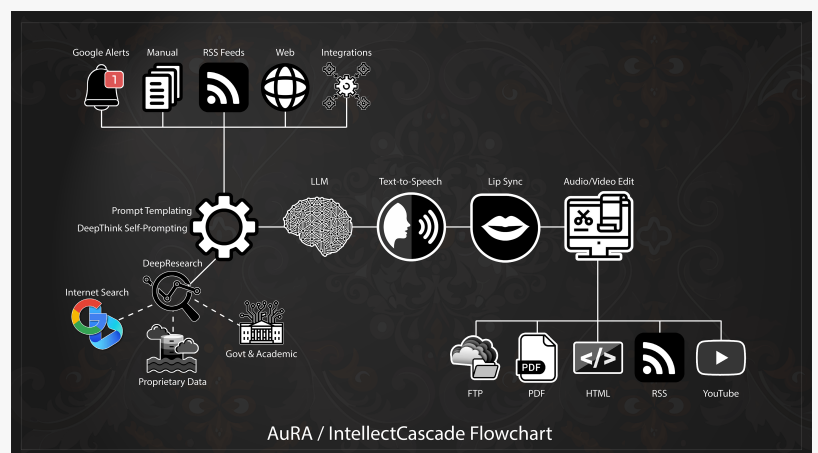 Google Alerts
Manual
RSS Feeds
Web
Integrations
1
LLM
Text-to-Speech
Lip Sync
Audio/Video Edit
Prompt Templating
DeepThink Self-Prompting
DeepResearch
Internet Search
Govt & Academic
Proprietary Data
PDF
</>
FTP
PDF
HTML
RSS
YouTube
AuRA / IntellectCascade Flowchart